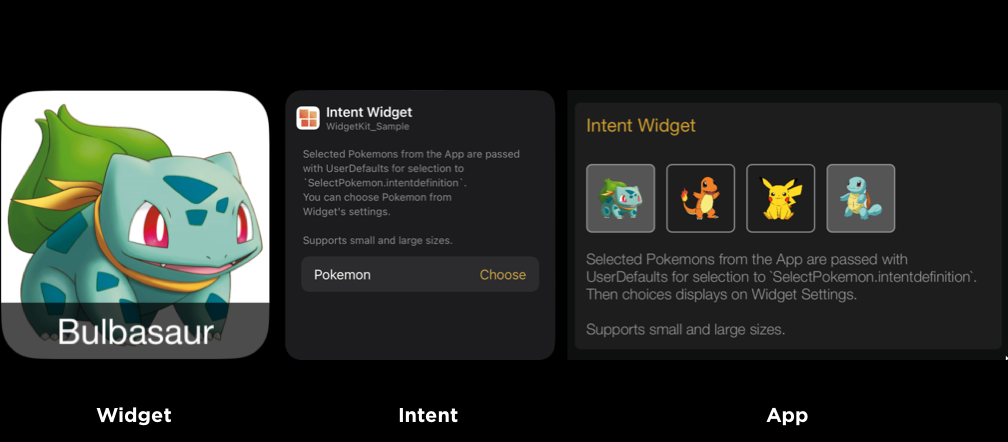 Bulbasaur
Widget
Intent Widget
WidgetKit_Sample
Selected Pokemons from the App are passed
with UserDefaults for selection to
`SelectPokemon.intentdefinition`.
You can choose Pokemon from
Widget's settings.
Supports small and large sizes.
Pokemon Choose
Intent
Intent Widget
Selected Pokemons from the App are passed with
UserDefaults for selection to `SelectPokemon.intentdefinition`.
Then choices displays on Widget Settings.
Supports small and large sizes.
App